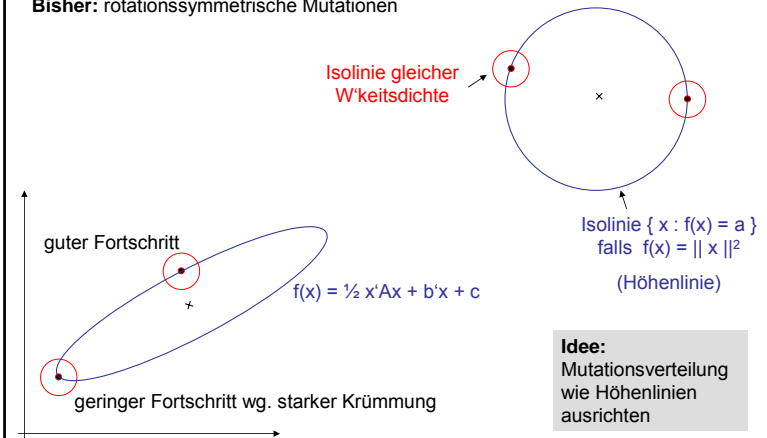 Bisher: rotationssymmetrische Mutationen
Isolinie gleicher
W‘keitsdichte
Isolinie { x : f(x) = a }
falls f(x) = || x ||²
(Höhenlinie)
guter Fortschritt
f(x) = ½ x‘Ax + b‘x + c
geringer Fortschritt wg. starker Krümmung
Idee:
Mutationsverteilung
wie Höhenlinien
ausrichten